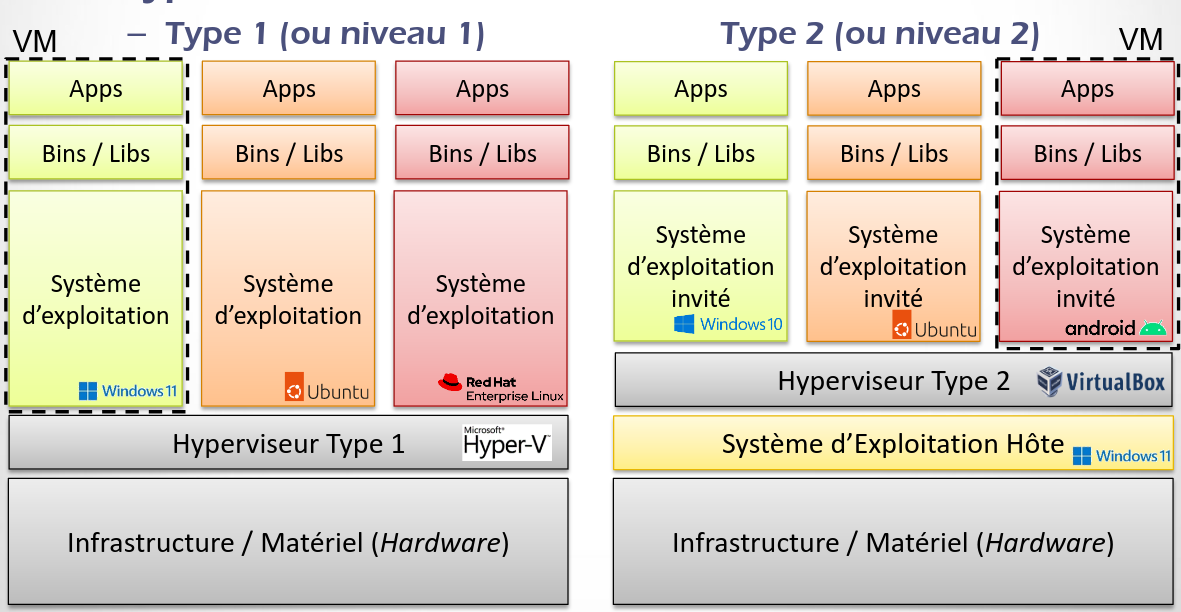 – Type 1 (ou niveau 1)
VM
Apps
Apps
Apps
Bins / Libs
Bins / Libs
Bins / Libs
Système
d’exploitation
Windows 11
Système
d’exploitation
Ubuntu
Système
d’exploitation
Red Hat
Enterprise Linux
Hyperviseur Type 1
Microsoft®
Hyper-V
Infrastructure / Matériel (Hardware)
Type 2 (ou niveau 2)
VM
Apps
Apps
Apps
Bins / Libs
Bins / Libs
Bins / Libs
Système
d’exploitation
invité
Windows 10
Système
d’exploitation
invité
Ubuntu
Système
d’exploitation
invité
android
Hyperviseur Type 2
VirtualBox
Système d’Exploitation Hôte
Windows 11
Infrastructure / Matériel (Hardware)